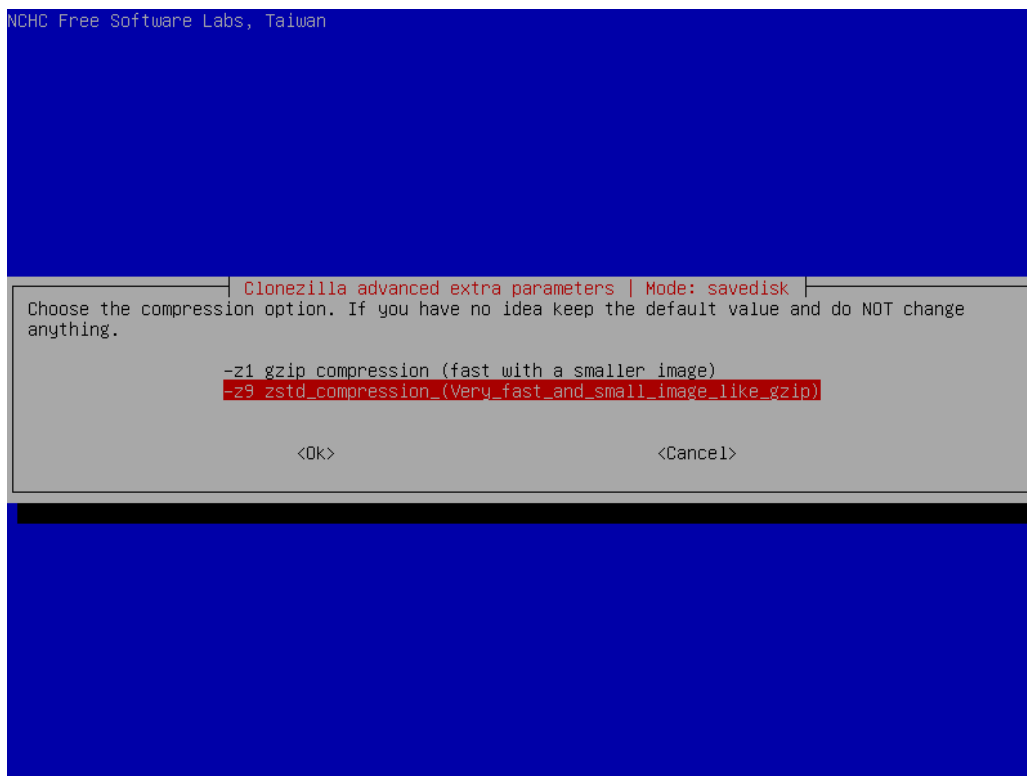 NCHC Free Software Labs, Taiwan
Clonezilla advanced extra parameters | Mode: savedisk
Choose the compression option. If you have no idea keep the default value and do NOT change
anything.
-z1 gzip compression (fast with a smaller image)
-z9 zstd_compression_(Very_fast_and_small_image_like_gzip)
<Ok> <Cancel>